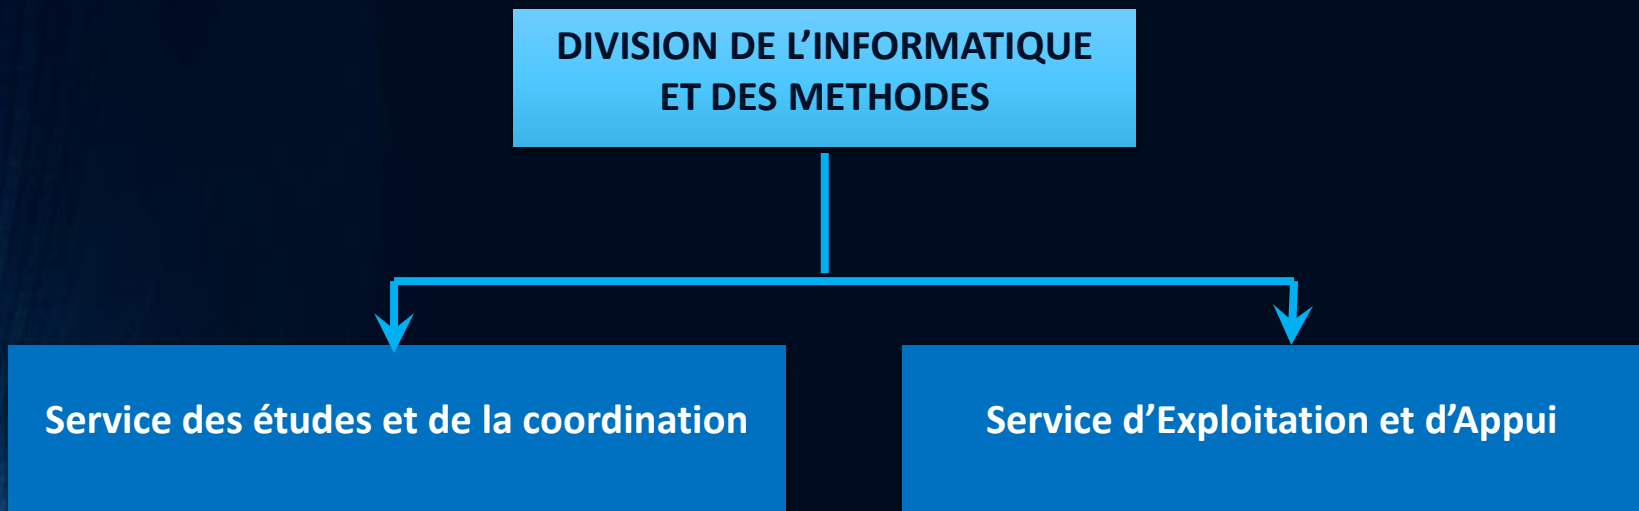 DIVISION DE L’INFORMATIQUE
ET DES METHODES
Service des études et de la coordination
Service d’Exploitation et d’Appui